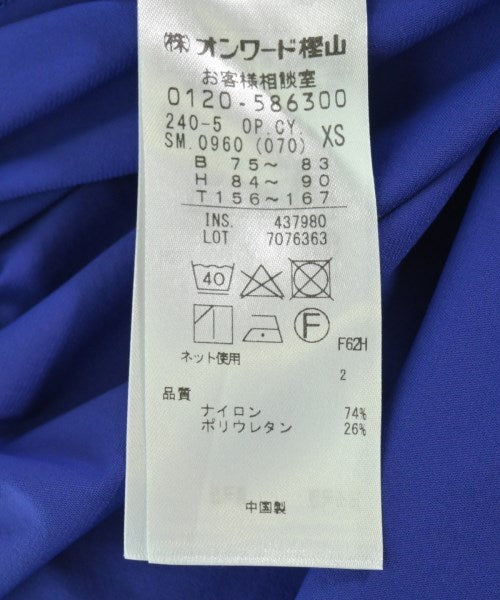 (株)オンワード樫山
お客様相談室
0120-586300
240-5 OP.CY. XS
SM.0960 (070)
B 75～ 83
H 84～ 90
T156～167
INS. 437980
LOT 7076363
40
F
F62H
ネット使用
2
品質
ナイロン 74%
ポリウレタン 26%
中国製